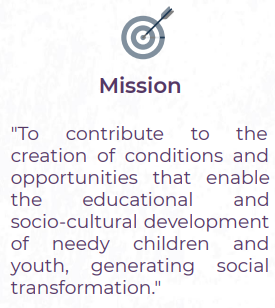 Mission
"To contribute to the
creation of conditions and
opportunities that enable
the educational and
socio-cultural development
of needy children and
youth, generating social
transformation."